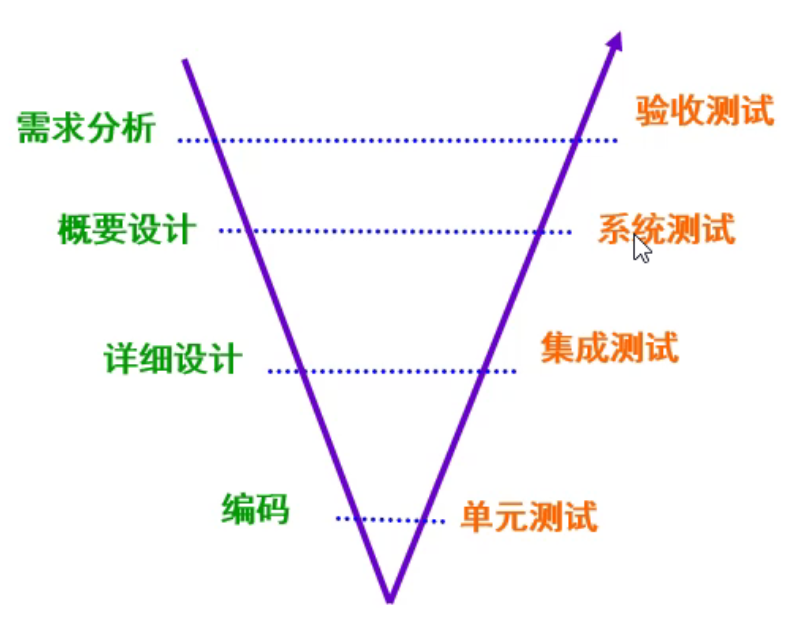 需求分析
验收测试
概要设计
系统测试
详细设计
集成测试
编码
单元测试